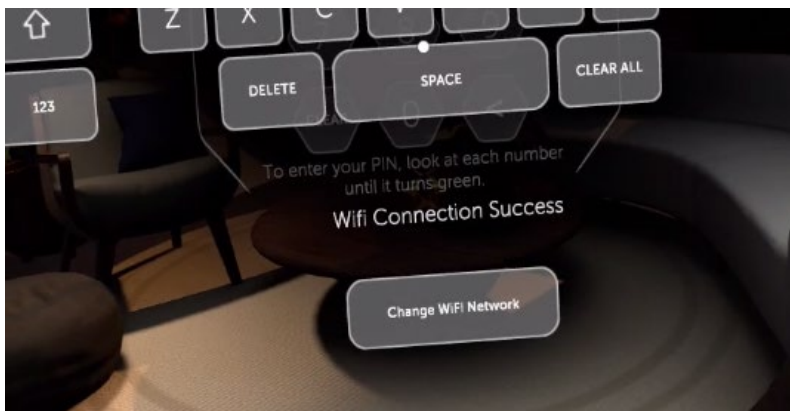 Z X C
DELETE SPACE CLEAR ALL
123
0 <
To enter your PIN, look at each number
until it turns green.
Wifi Connection Success
Change WiFi Network